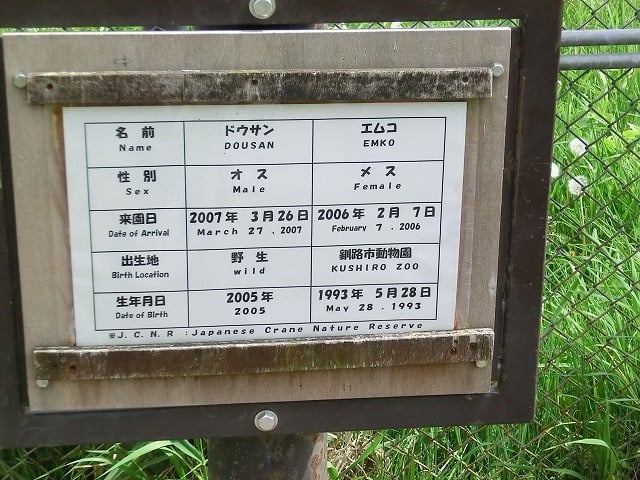 名前 ドウサン エムコ
Name DOUSAN EMKO
性別 オス メス
Sex Male Female
来園日 2007年 3月26日 2006年 2月 7日
Date of Arrival March 27 . 2007 February 7 . 2006
出生地 野生 釧路市動物園
Birth Location wild KUSHIRO ZOO
生年月日 2005年 1993年 5月28日
Date of Birth 2005 May 28 . 1993
※J.C.N.R :Japanese Crane Nature Reserve